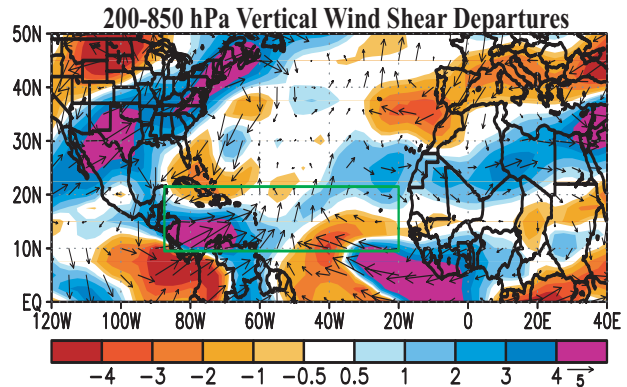 200-850 hPa Vertical Wind Shear Departures
50N
40N
30N
20N
10N
EQ
120W 100W 80W 60W 40W 20W 0 20E 40E
-4 -3 -2 -1 -0.5 0.5 1 2 3 4 5